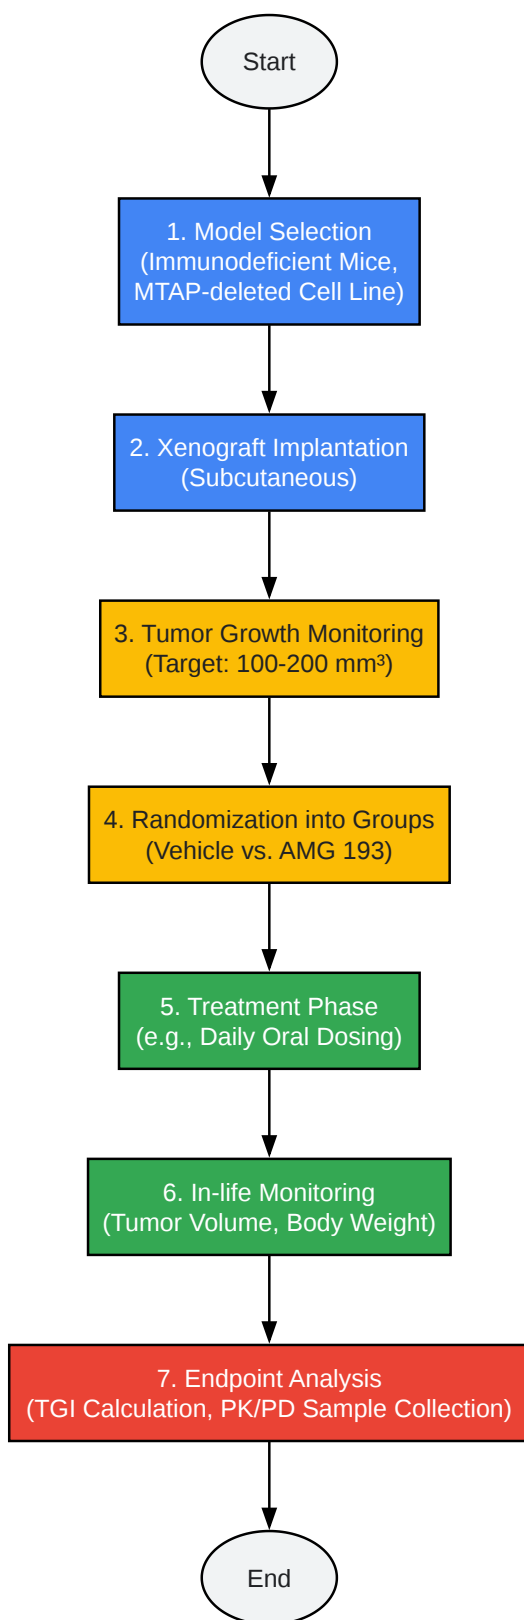 Start
1. Model Selection
(Immunodeficient Mice,
MTAP-deleted Cell Line)
2. Xenograft Implantation
(Subcutaneous)
3. Tumor Growth Monitoring
(Target: 100-200 mm³)
4. Randomization into Groups
(Vehicle vs. AMG 193)
5. Treatment Phase
(e.g., Daily Oral Dosing)
6. In-life Monitoring
(Tumor Volume, Body Weight)
7. Endpoint Analysis
(TGI Calculation, PK/PD Sample Collection)
End